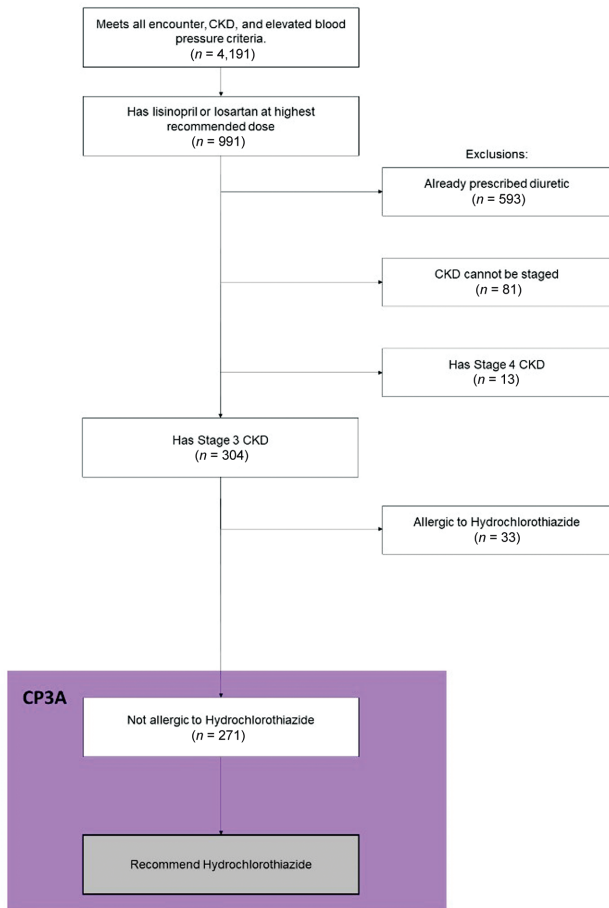 Meets all encounter, CKD, and elevated blood
pressure criteria.
(n = 4,191)
Has lisinopril or losartan at highest
recommended dose
(n = 991)
Exclusions:
Already prescribed diuretic
(n = 593)
CKD cannot be staged
(n = 81)
Has Stage 4 CKD
(n = 13)
Has Stage 3 CKD
(n = 304)
Allergic to Hydrochlorothiazide
(n = 33)
CP3A
Not allergic to Hydrochlorothiazide
(n = 271)
Recommend Hydrochlorothiazide